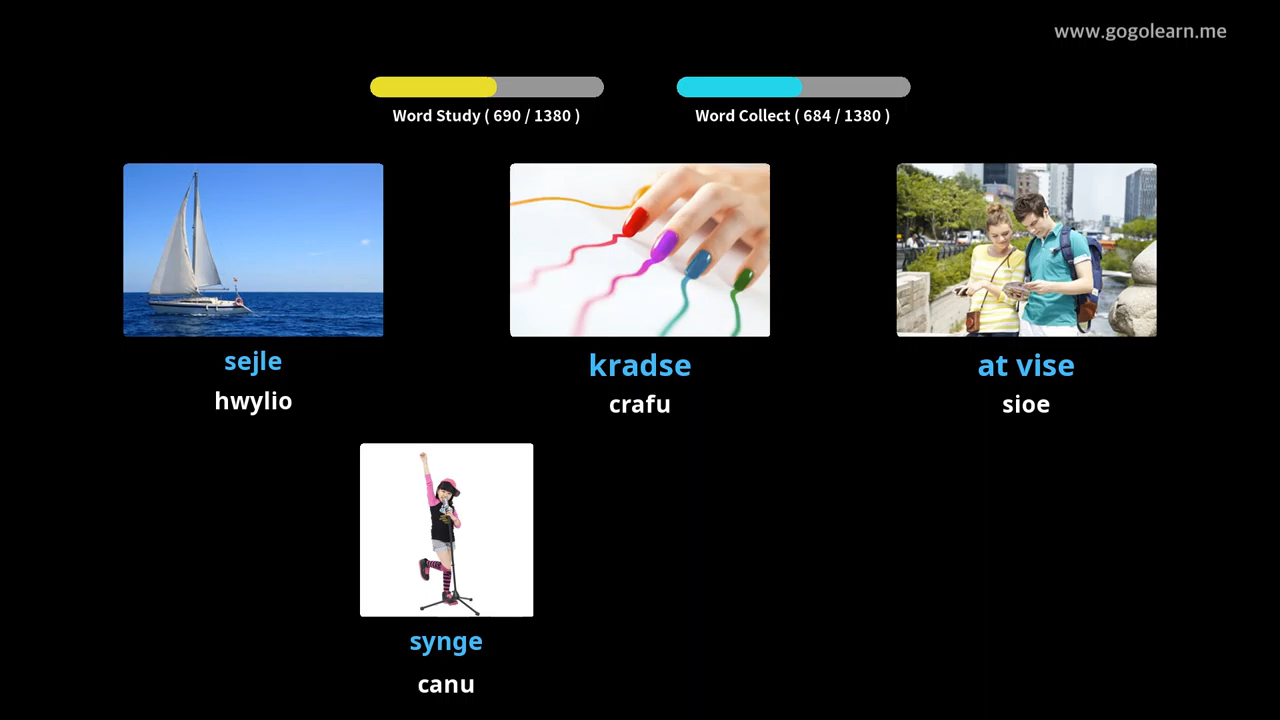 www.gogolearn.me
Word Study ( 690 / 1380 )
Word Collect ( 684 / 1380 )
sejle
hwylio
kradse
crafu
at vise
sioe
synge
canu